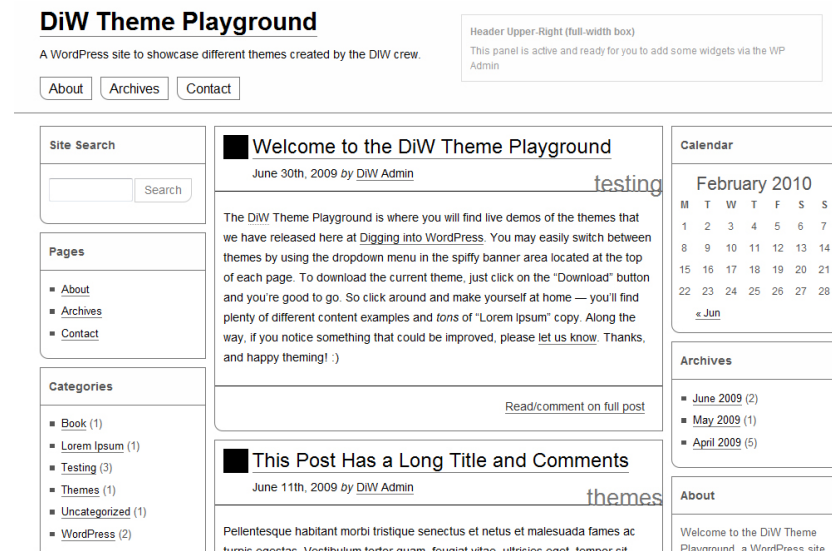 DiW Theme Playground
A WordPress site to showcase different themes created by the DIW crew.
About
Archives
Contact
Header Upper-Right (full-width box)
This panel is active and ready for you to add some widgets via the WP
Admin
Site Search
Search
Pages
About
Archives
Contact
Categories
Book (1)
Lorem Ipsum (1)
Testing (3)
Themes (1)
Uncategorized (1)
WordPress (2)
Welcome to the DiW Theme Playground
June 30th, 2009 by DiW Admin
testing
The DiW Theme Playground is where you will find live demos of the themes that
we have released here at Digging into WordPress. You may easily switch between
themes by using the dropdown menu in the spiffy banner area located at the top
of each page. To download the current theme, just click on the “Download” button
and you’re good to go. So click around and make yourself at home — you’ll find
plenty of different content examples and tons of “Lorem Ipsum” copy. Along the
way, if you notice something that could be improved, please let us know. Thanks,
and happy theming! :)
Read/comment on full post
This Post Has a Long Title and Comments
June 11th, 2009 by DiW Admin
themes
Pellentesque habitant morbi tristique senectus et netus et malesuada fames ac
turpis egestas. Vestibulum tortor quam, feugiat vitae, ultricies eget, tempor sit
Calendar
February 2010
M T W T F S S
1 2 3 4 5 6 7
8 9 10 11 12 13 14
15 16 17 18 19 20 21
22 23 24 25 26 27 28
« Jun
Archives
June 2009 (2)
May 2009 (1)
April 2009 (5)
About
Welcome to the DiW Theme
Playground, a WordPress site